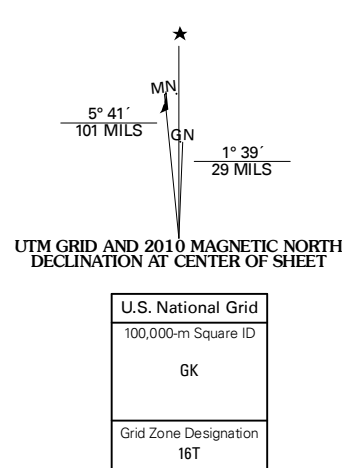 ★
MN
5° 41´
101 MILS
GN
1° 39´
29 MILS
UTM GRID AND 2010 MAGNETIC NORTH
DECLINATION AT CENTER OF SHEET
U.S. National Grid
100,000-m Square ID
GK
Grid Zone Designation
16T